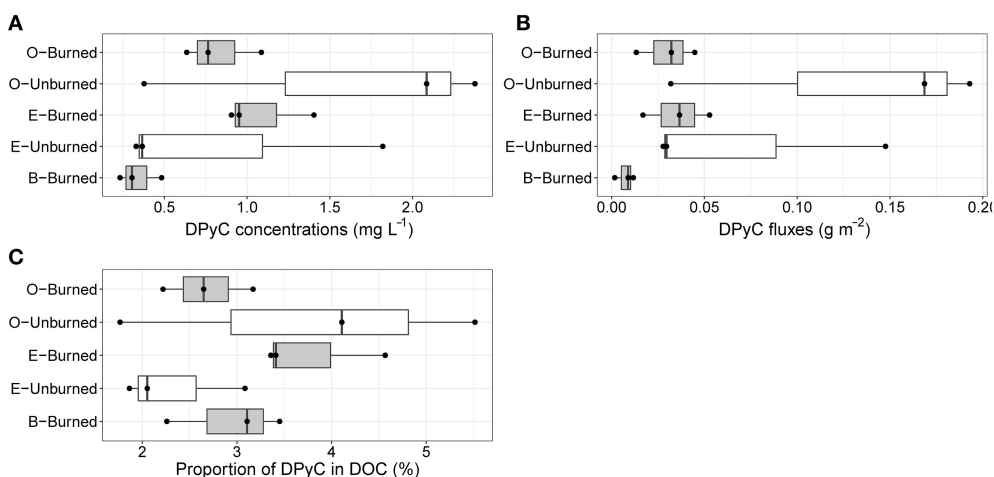 A
O−Burned
O−Unburned
E−Burned
E−Unburned
B−Burned
0.5 1.0 1.5 2.0
DPyC concentrations (mg L⁻¹)
B
O−Burned
O−Unburned
E−Burned
E−Unburned
B−Burned
0.00 0.05 0.10 0.15 0.20
DPyC fluxes (g m⁻²)
C
O−Burned
O−Unburned
E−Burned
E−Unburned
B−Burned
2 3 4 5
Proportion of DPyC in DOC (%)